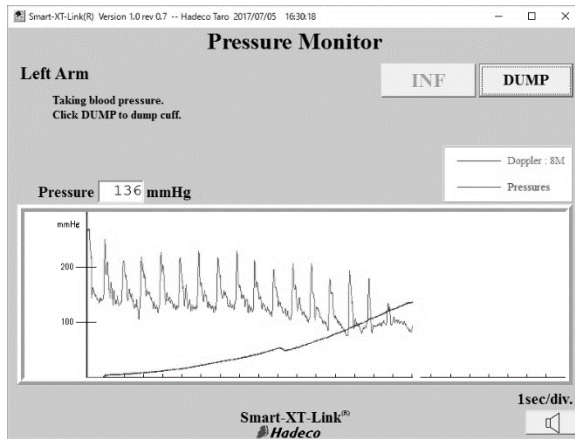 Smart-XT-Link(R) Version 1.0 rev 0.7 -- Hadeco Taro 2017/07/05 16:30:18
Pressure Monitor
Left Arm
INF
DUMP
Taking blood pressure.
Click DUMP to dump cuff.
Doppler : 8M
Pressures
Pressure 136 mmHg
mmHg
200
100
1sec/div.
Smart-XT-Link(R)
Hadeco